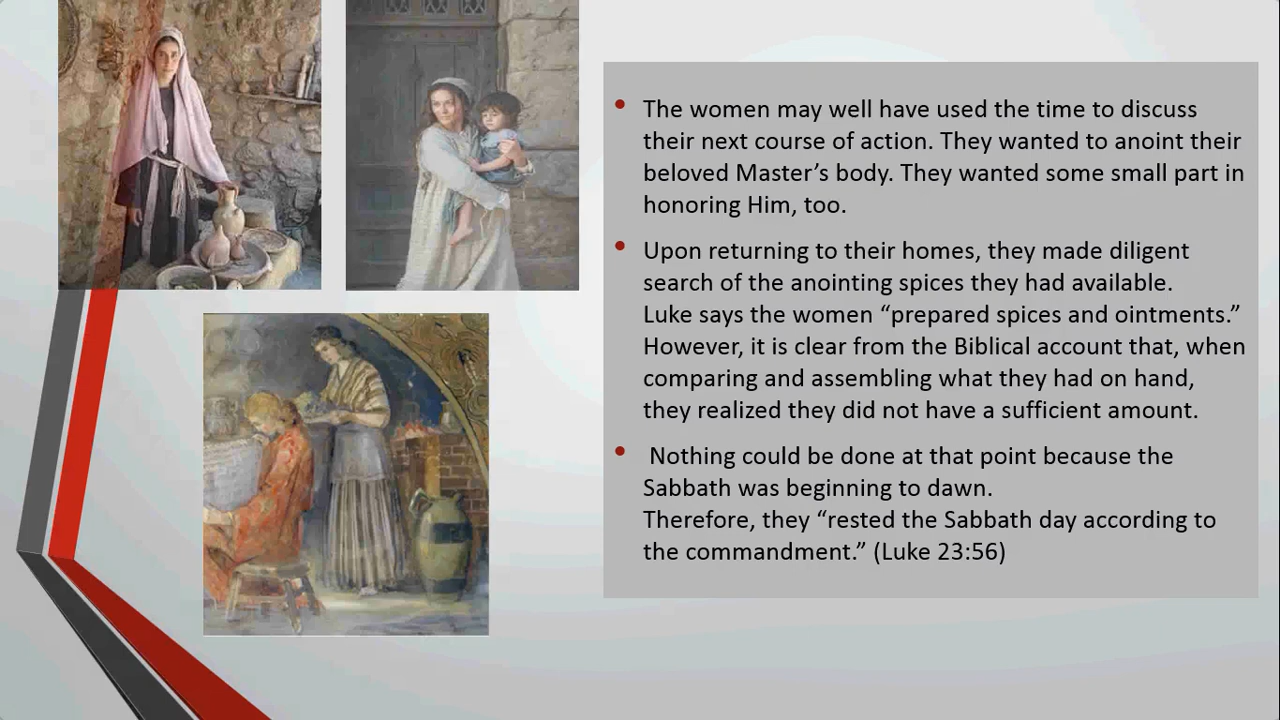 The women may well have used the time to discuss
their next course of action. They wanted to anoint their
beloved Master’s body. They wanted some small part in
honoring Him, too.
Upon returning to their homes, they made diligent
search of the anointing spices they had available.
Luke says the women “prepared spices and ointments.”
However, it is clear from the Biblical account that, when
comparing and assembling what they had on hand,
they realized they did not have a sufficient amount.
Nothing could be done at that point because the
Sabbath was beginning to dawn.
Therefore, they “rested the Sabbath day according to
the commandment.” (Luke 23:56)